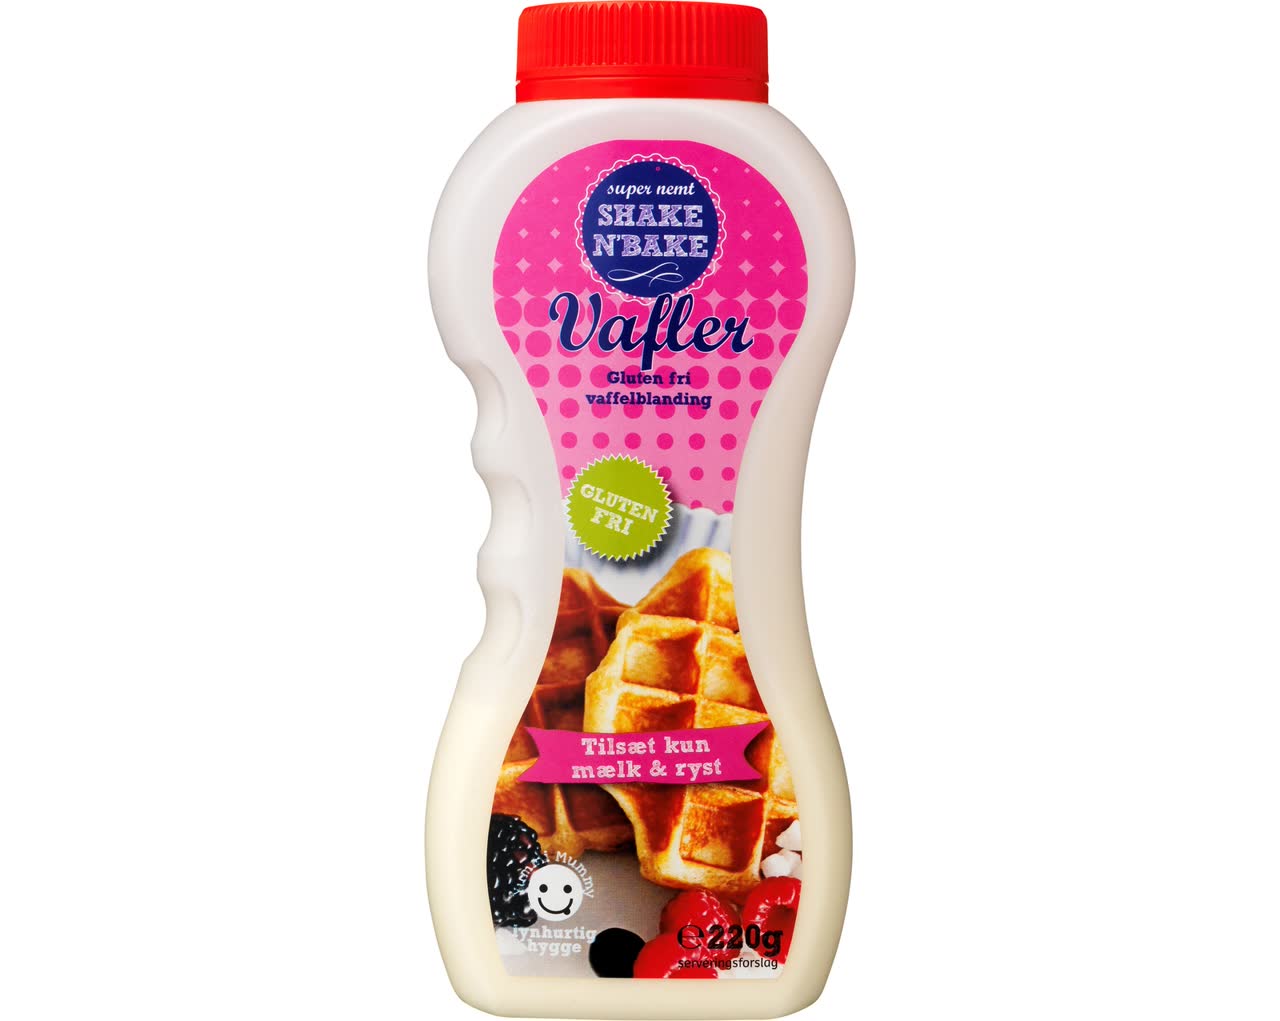 super nemt
SHAKE
N'BAKE
Vafler
Gluten fri
vaffelblanding
GLUTEN
FRI
Tilsæt kun
mælk & ryst
Yummi Mummy
lynhurtig
hygge
℮220g
serveringsforslag